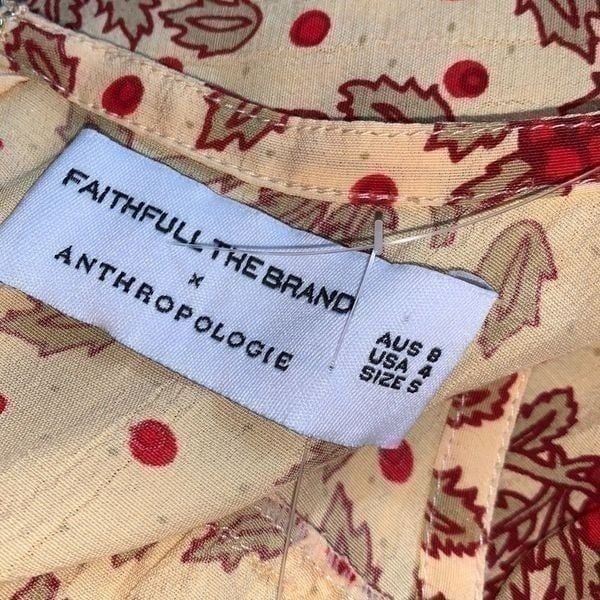 FAITHFULL THE BRAND
x
ANTHROPOLOGIE
AUS 8
USA 4
SIZE S